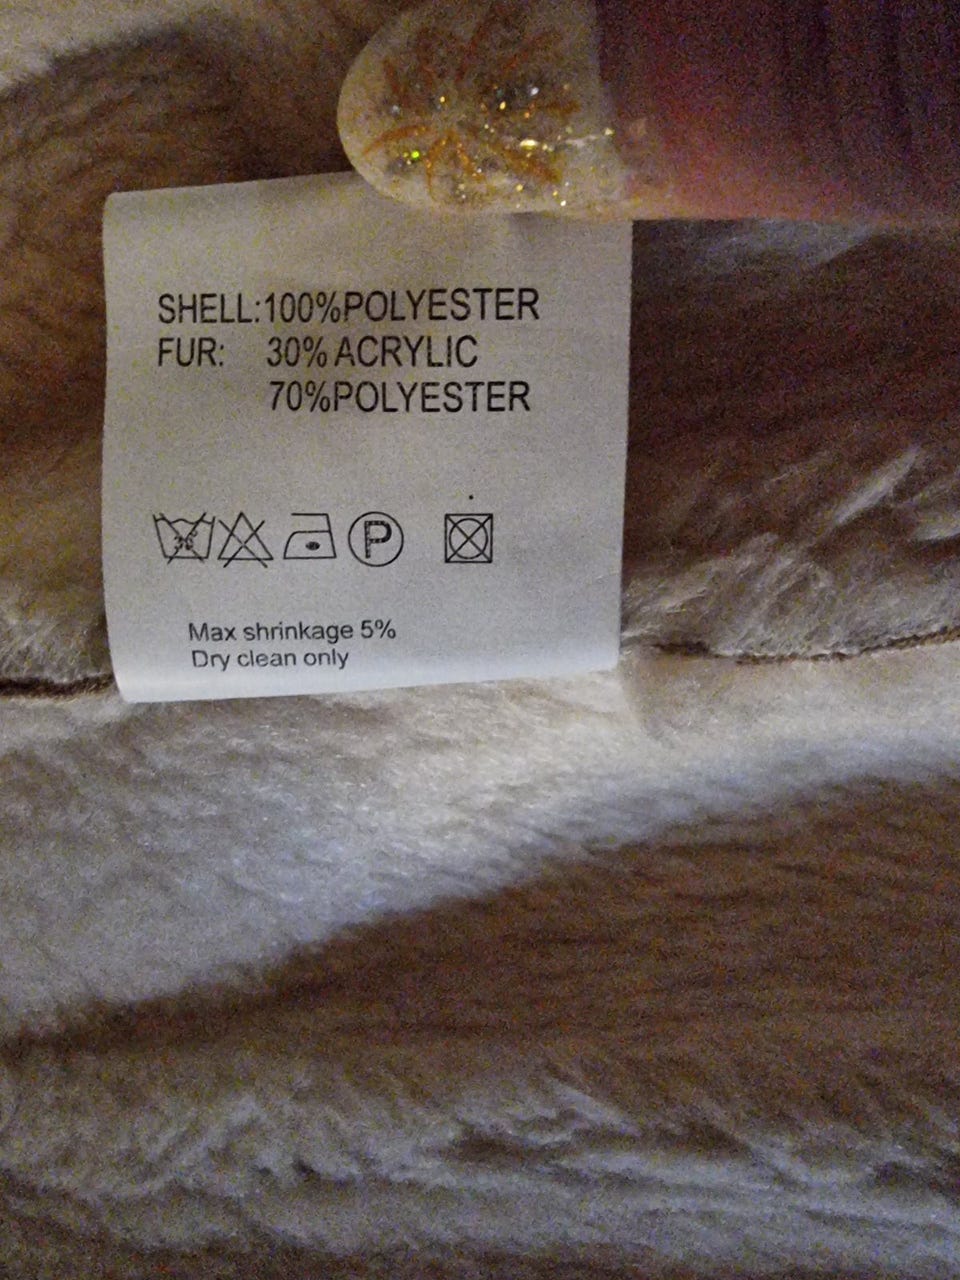 SHELL:100%POLYESTER
FUR: 30% ACRYLIC
70%POLYESTER
P
Max shrinkage 5%
Dry clean only